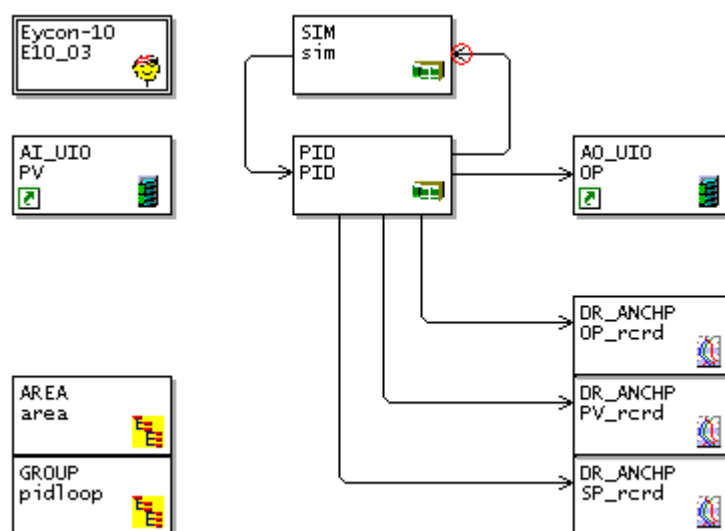 Eycon-10
E10_03
SIM
sim
AI_UIO
PV
PID
PID
AO_UIO
OP
DR_ANCHP
OP_rcrd
AREA
area
DR_ANCHP
PV_rcrd
GROUP
pidloop
DR_ANCHP
SP_rcrd